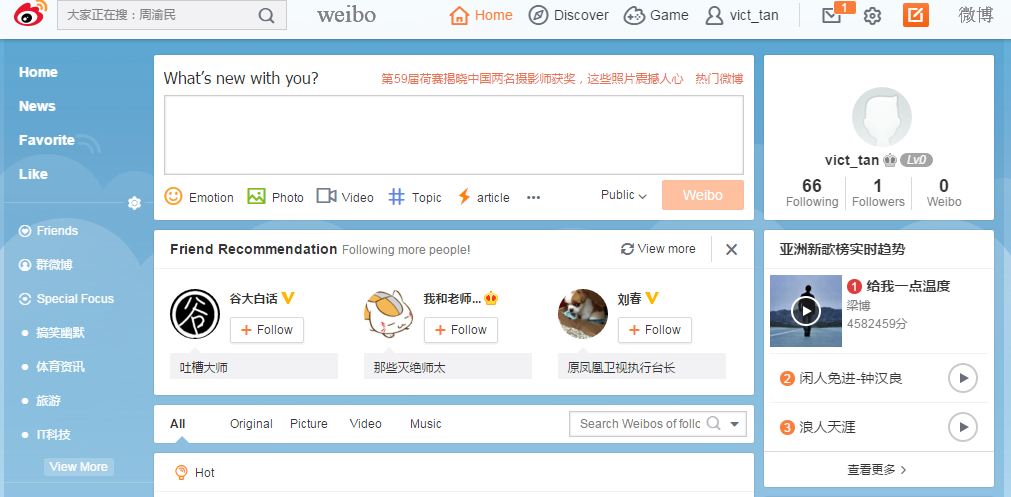 大家正在搜：周渝民
weibo
Home
Discover
Game
vict_tan
1
微博
Home
News
Favorite
Like
Friends
群微博
Special Focus
搞笑幽默
体育资讯
旅游
IT科技
View More
What's new with you?
第59届荷赛揭晓中国两名摄影师获奖，这些照片震撼人心 热门微博
Emotion Photo Video Topic article ••• Public Weibo
Friend Recommendation Following more people! View more
谷大白话
+ Follow
吐槽大师
我和老师...
+ Follow
那些灭绝师太
刘春
+ Follow
原凤凰卫视执行台长
All Original Picture Video Music Search Weibos of follc
Hot
vict_tan Lv0
66 1 0
Following Followers Weibo
亚洲新歌榜实时趋势
1 给我一点温度
梁博
4582459分
2 闲人免进-钟汉良
3 浪人天涯
查看更多